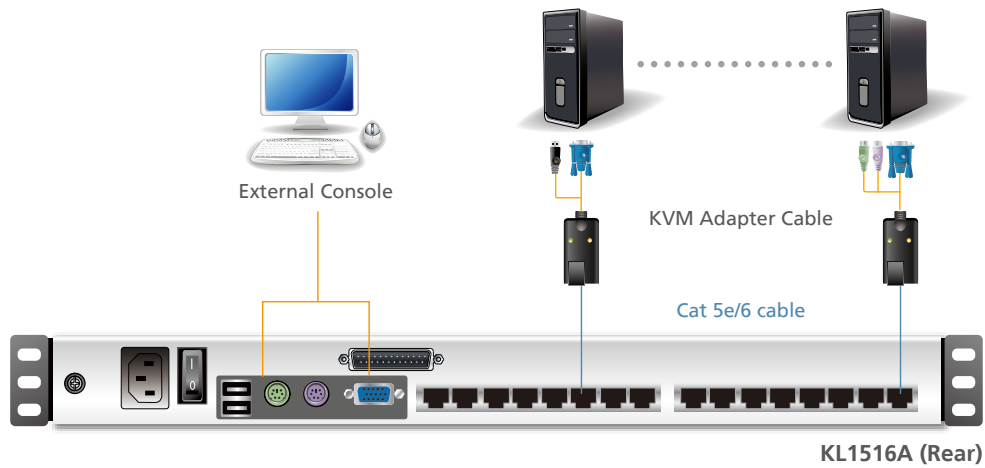 External Console
KVM Adapter Cable
Cat 5e/6 cable
I
O
KL1516A (Rear)